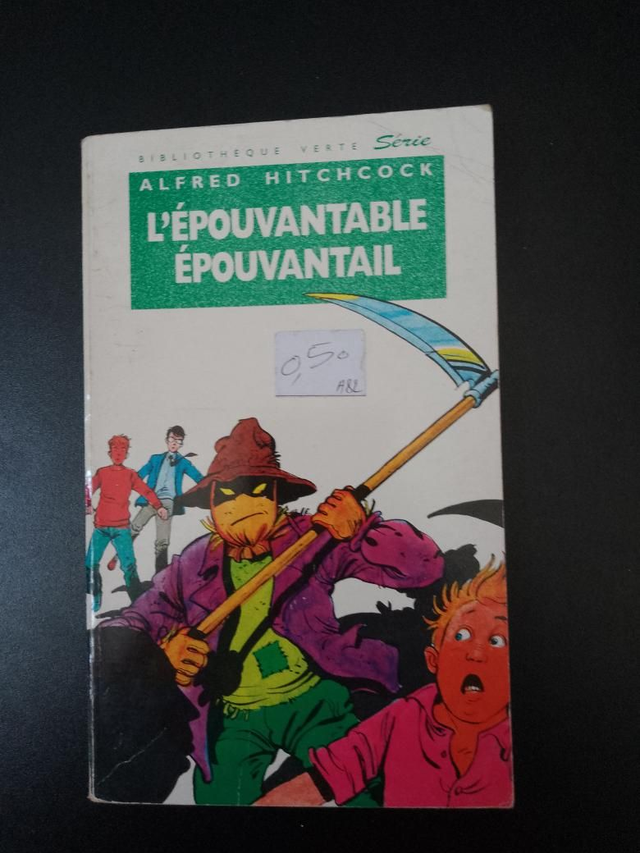 BIBLIOTHÈQUE VERTE Série
ALFRED HITCHCOCK
L'ÉPOUVANTABLE
ÉPOUVANTAIL
0,50